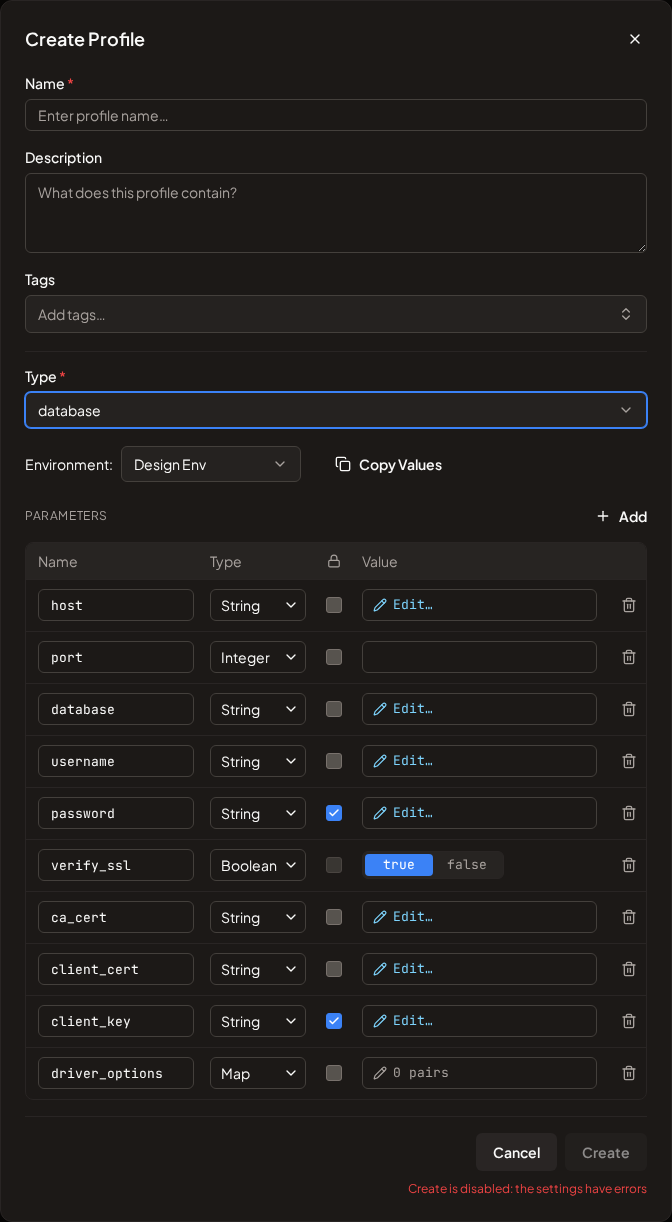 Create Profile
Name *
Enter profile name...
Description
What does this profile contain?
Tags
Add tags...
Type *
database
Environment: Design Env Copy Values
PARAMETERS Add
Name Type Value
host String Edit…
port Integer
database String Edit…
username String Edit…
password String Edit…
verify_ssl Boolean true false
ca_cert String Edit…
client_cert String Edit…
client_key String Edit…
driver_options Map 0 pairs
Cancel Create
Create is disabled: the settings have errors